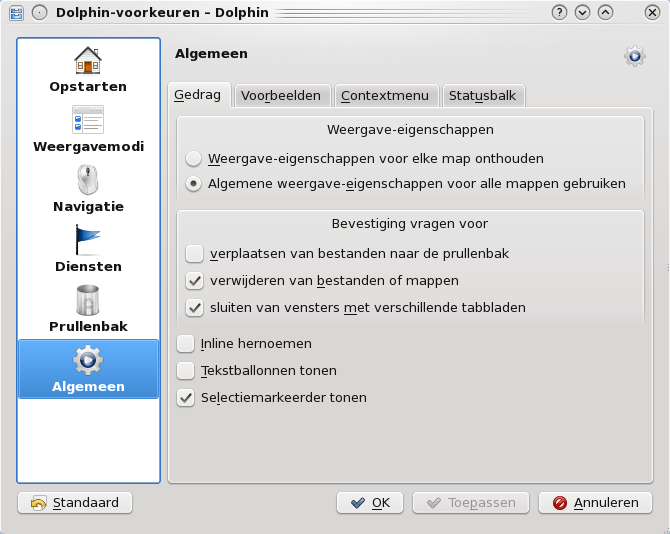 Dolphin-voorkeuren – Dolphin
Opstarten
Weergavemodi
Navigatie
Diensten
Prullenbak
Algemeen
Algemeen
Gedrag
Voorbeelden
Contextmenu
Statusbalk
Weergave-eigenschappen
Weergave-eigenschappen voor elke map onthouden
Algemene weergave-eigenschappen voor alle mappen gebruiken
Bevestiging vragen voor
verplaatsen van bestanden naar de prullenbak
verwijderen van bestanden of mappen
sluiten van vensters met verschillende tabbladen
Inline hernoemen
Tekstballonnen tonen
Selectiemarkeerder tonen
Standaard
OK
Toepassen
Annuleren